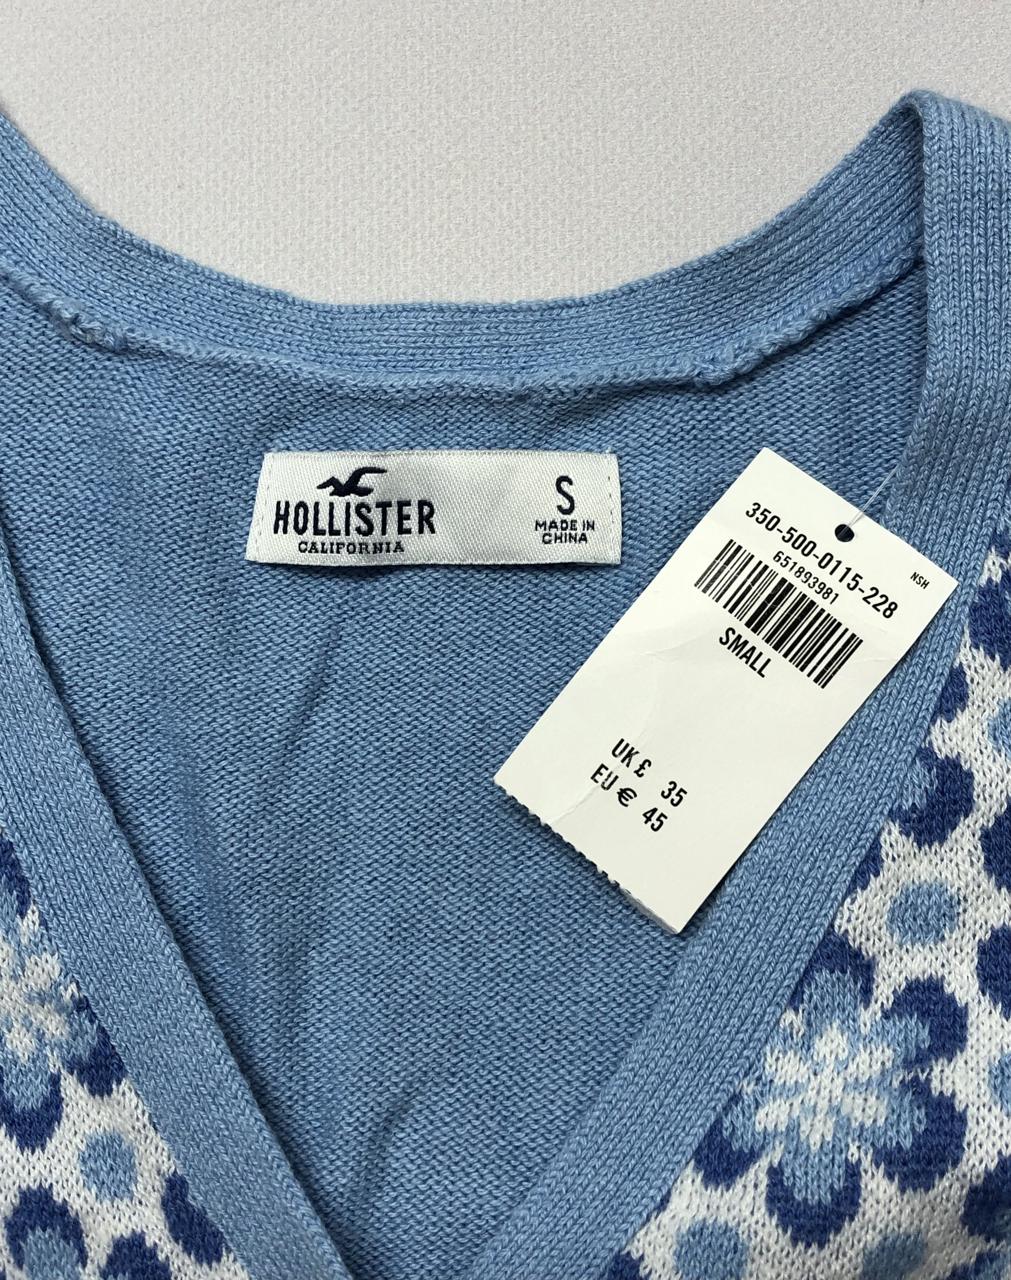 HOLLISTER
CALIFORNIA
S
MADE IN
CHINA
350-500-0115-228
651893981
NSH
SMALL
UK £ 35
EU € 45